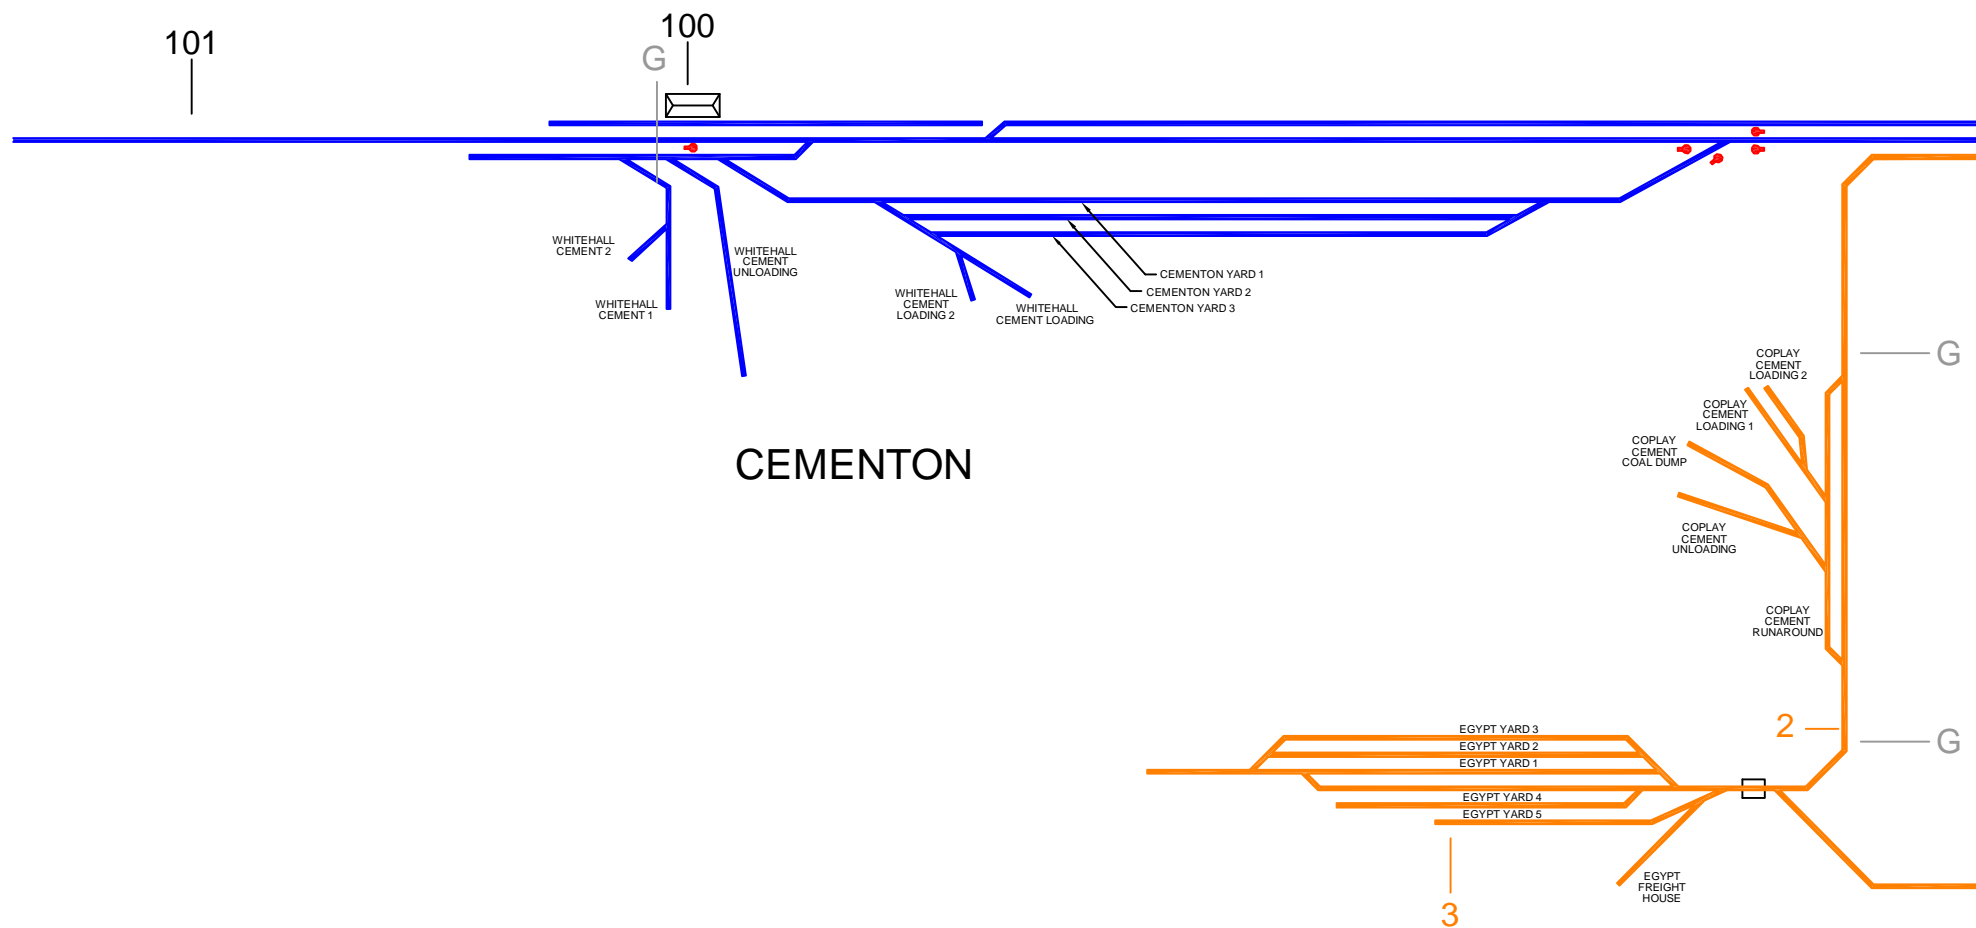 101
100
G
WHITEHALL
CEMENT 2
WHITEHALL
CEMENT
UNLOADING
WHITEHALL
CEMENT 1
WHITEHALL
CEMENT
LOADING 2
WHITEHALL
CEMENT LOADING
CEMENTON YARD 1
CEMENTON YARD 2
CEMENTON YARD 3
CEMENTON
G
COPLAY
CEMENT
LOADING 2
COPLAY
CEMENT
LOADING 1
COPLAY
CEMENT
COAL DUMP
COPLAY
CEMENT
UNLOADING
COPLAY
CEMENT
RUNAROUND
2
G
EGYPT YARD 3
EGYPT YARD 2
EGYPT YARD 1
EGYPT YARD 4
EGYPT YARD 5
EGYPT
FREIGHT
HOUSE
3